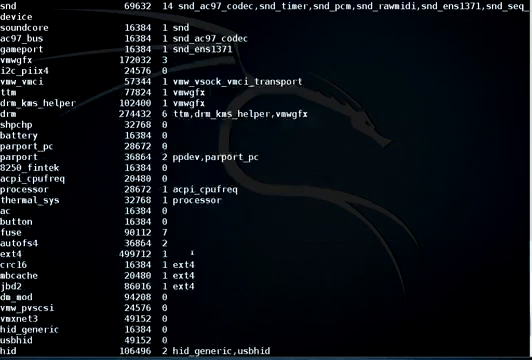 snd 69632 14 snd_ac97_codec,snd_timer,snd_pcm,snd_rawmidi,snd_ens1371,snd_seq_
device
soundcore 16384 1 snd
ac97_bus 16384 1 snd_ac97_codec
gameport 16384 1 snd_ens1371
vmwgfx 172032 3
i2c_piix4 24576 0
vmw_vmci 57344 1 vmw_vsock_vmci_transport
ttm 77824 1 vmwgfx
drm_kms_helper 102400 1 vmwgfx
drm 274432 6 ttm,drm_kms_helper,vmwgfx
shpchp 32768 0
battery 16384 0
parport_pc 28672 0
parport 36864 2 ppdev,parport_pc
8250_fintek 16384 0
acpi_cpufreq 20480 0
processor 28672 1 acpi_cpufreq
thermal_sys 32768 1 processor
ac 16384 0
button 16384 0
fuse 90112 7
autofs4 36864 2
ext4 499712 1
crc16 16384 1 ext4
mbcache 20480 1 ext4
jbd2 86016 1 ext4
dm_mod 94208 0
vmw_pvscsi 24576 0
vmxnet3 49152 0
hid_generic 16384 0
usbhid 49152 0
hid 106496 2 hid_generic,usbhid